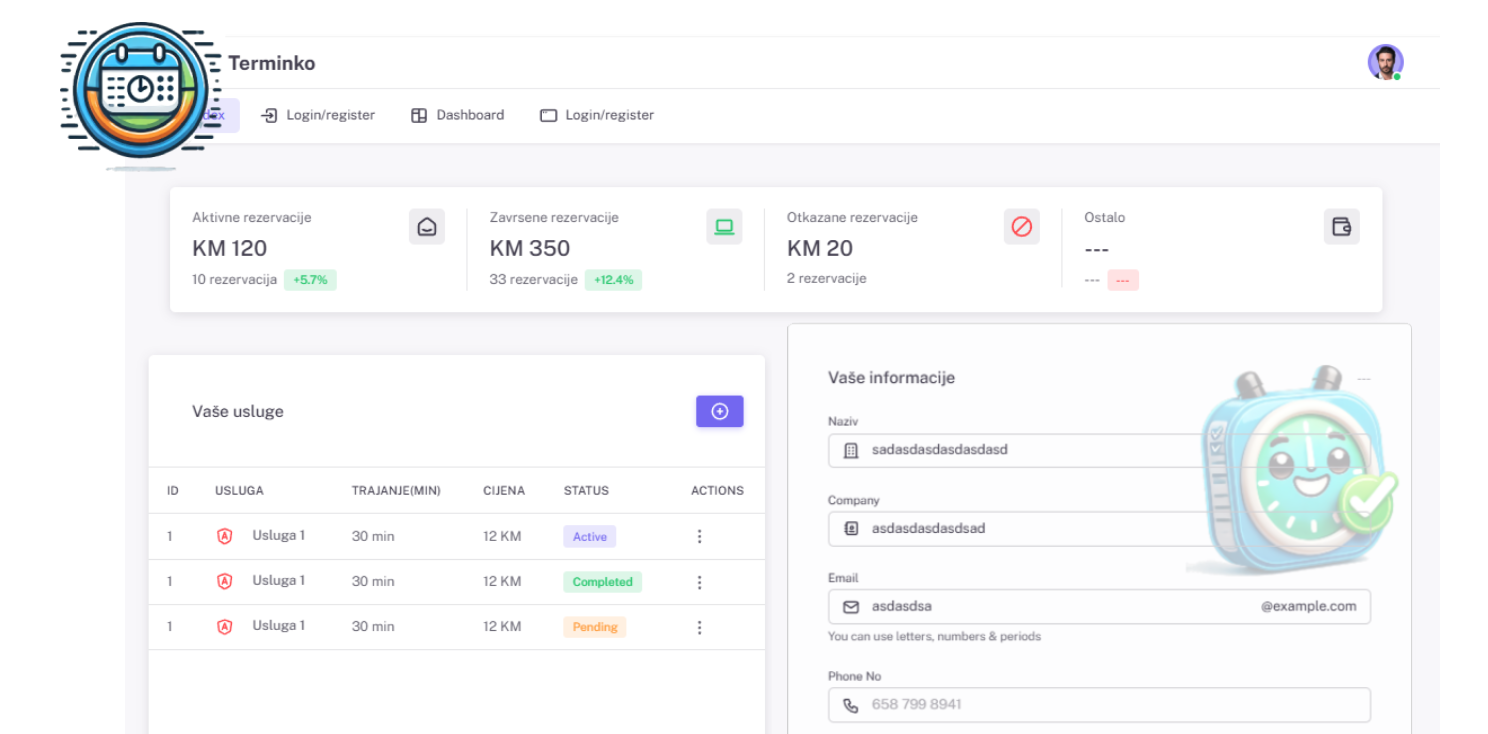 Terminko
Login/register Dashboard Login/register
Aktivne rezervacije
KM 120
10 rezervacija +5.7%
Zavrsene rezervacije
KM 350
33 rezervacije +12.4%
Otkazane rezervacije
KM 20
2 rezervacije
Ostalo
---
--- ---
Vaše usluge
ID USLUGA TRAJANJE(MIN) CIJENA STATUS ACTIONS
1 Usluga 1 30 min 12 KM Active
1 Usluga 1 30 min 12 KM Completed
1 Usluga 1 30 min 12 KM Pending
Vaše informacije
Naziv
sadasdasdasdasdasd
Company
asdasdasdasdsad
Email
asdasdsa @example.com
You can use letters, numbers & periods
Phone No
658 799 8941